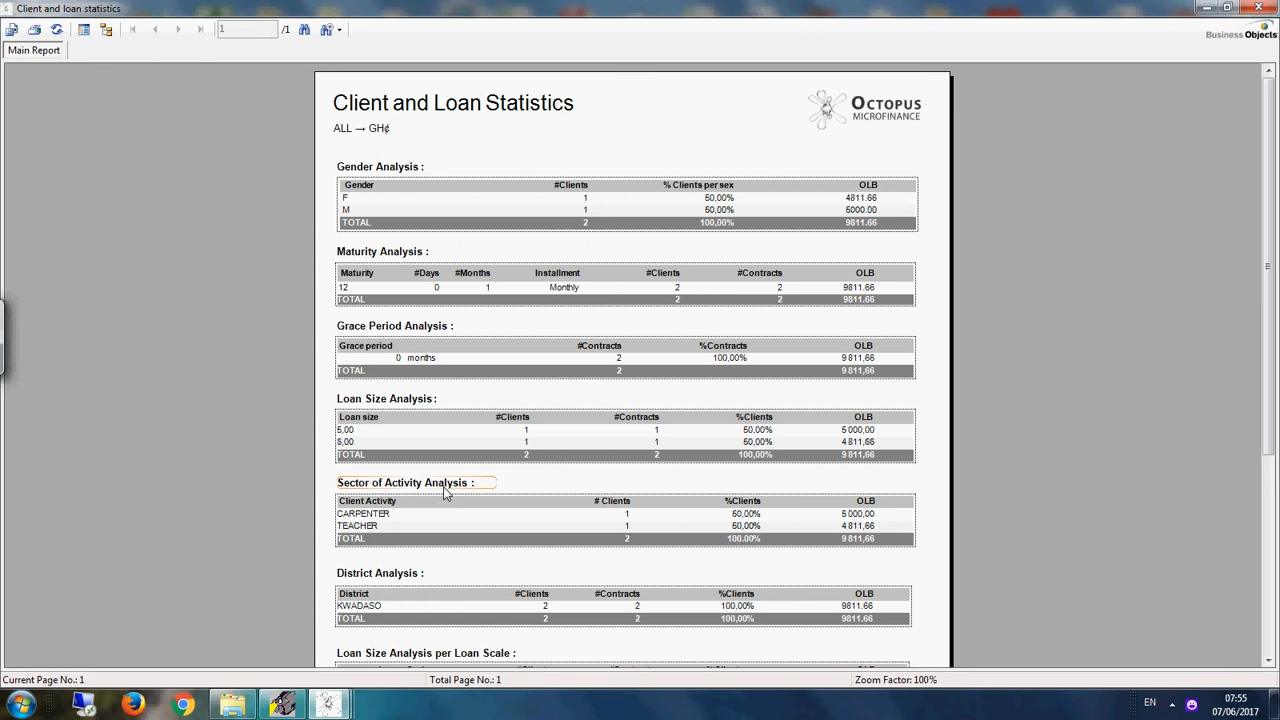 Client and loan statistics
1 /1
Business Objects
Main Report
Client and Loan Statistics
OCTOPUS
MICROFINANCE
ALL → GH₵
Gender Analysis :
Gender #Clients % Clients per sex OLB
F 1 50,00% 4811.66
M 1 50,00% 5000.00
TOTAL 2 100,00% 9811.66
Maturity Analysis :
Maturity #Days #Months Installment #Clients #Contracts OLB
12 0 1 Monthly 2 2 9811.66
TOTAL 2 2 9811.66
Grace Period Analysis :
Grace period #Contracts %Contracts OLB
0 months 2 100,00% 9 811,66
TOTAL 2 9 811,66
Loan Size Analysis:
Loan size #Clients #Contracts %Clients OLB
5,00 1 1 50,00% 5 000,00
6,00 1 1 50,00% 4 811,66
TOTAL 2 2 100,00% 9 811,66
Sector of Activity Analysis :
Client Activity # Clients %Clients OLB
CARPENTER 1 50,00% 5 000,00
TEACHER 1 50,00% 4 811,66
TOTAL 2 100.00% 9 811,66
District Analysis :
District #Clients #Contracts %Clients OLB
KWADASO 2 2 100,00% 9811.66
TOTAL 2 2 100,00% 9811.66
Loan Size Analysis per Loan Scale :
Current Page No.: 1 Total Page No.: 1 Zoom Factor: 100%
EN 07:55
07/06/2017